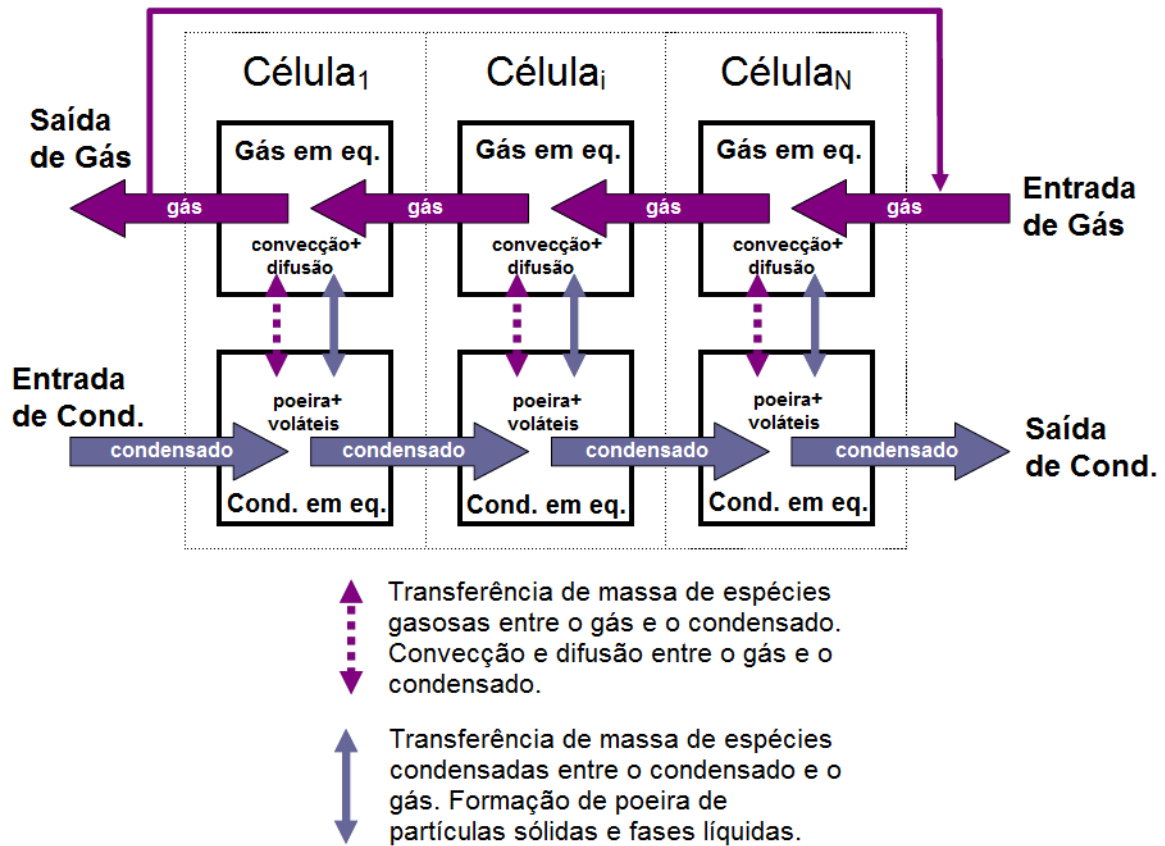 Célula1
Célulai
CélulaN
Saída
de Gás
Gás em eq.
Gás em eq.
Gás em eq.
gás
gás
gás
gás
Entrada
de Gás
convecção+
difusão
convecção+
difusão
convecção+
difusão
Entrada
de Cond.
poeira+
voláteis
poeira+
voláteis
poeira+
voláteis
condensado
condensado
condensado
condensado
Saída
de Cond.
Cond. em eq.
Cond. em eq.
Cond. em eq.
Transferência de massa de espécies
gasosas entre o gás e o condensado.
Convecção e difusão entre o gás e o
condensado.
Transferência de massa de espécies
condensadas entre o condensado e o
gás. Formação de poeira de
partículas sólidas e fases líquidas.